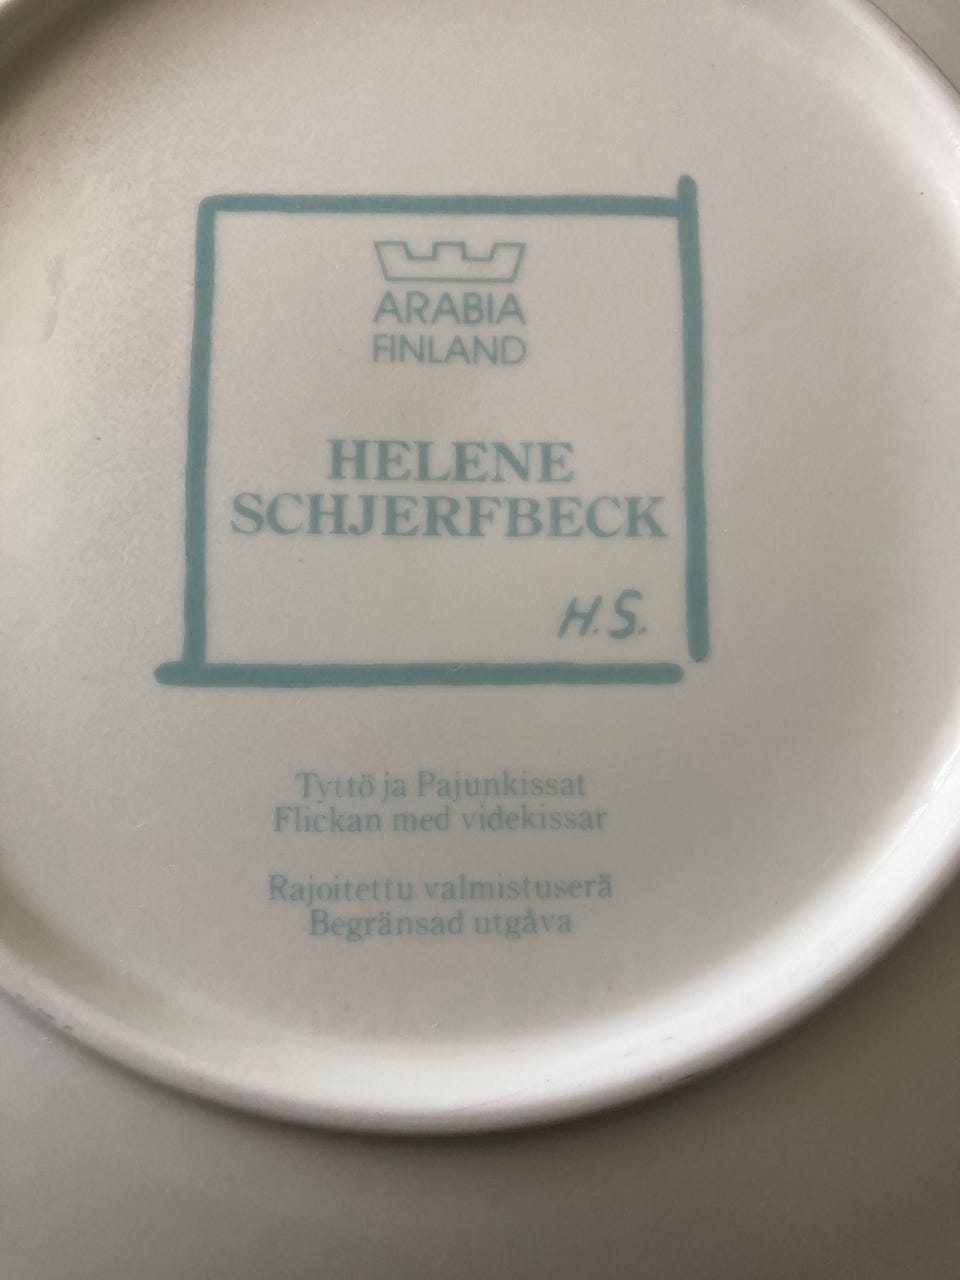 ARABIA
FINLAND
HELENE
SCHJERFBECK
H.S.
Tyttö ja Pajunkissat
Flickan med videkissar
Rajoitettu valmistuserä
Begränsad utgåva